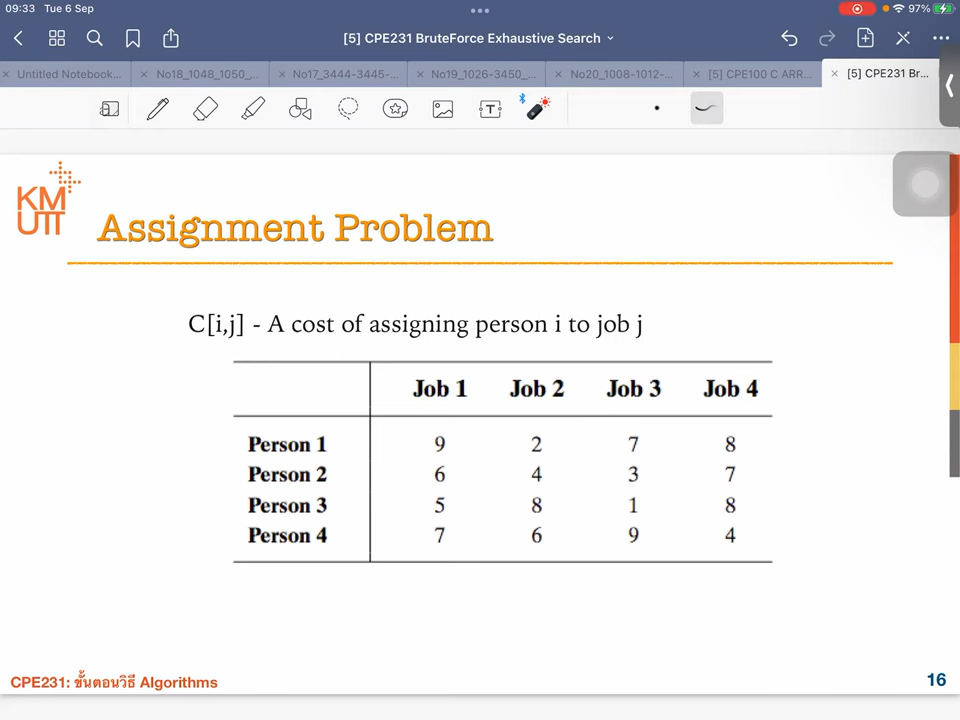 09:33 Tue 6 Sep 97%
[5] CPE231 BruteForce Exhaustive Search
Untitled Notebook... No18_1048_1050_... No17_3444-3445-... No19_1026-3450_... No20_1008-1012-... [5] CPE100 C ARR... [5] CPE231 Br...
T
KM
UTT
Assignment Problem
C[i,j] - A cost of assigning person i to job j
Job 1 Job 2 Job 3 Job 4
Person 1 9 2 7 8
Person 2 6 4 3 7
Person 3 5 8 1 8
Person 4 7 6 9 4
CPE231: ขั้นตอนวิธี Algorithms 16